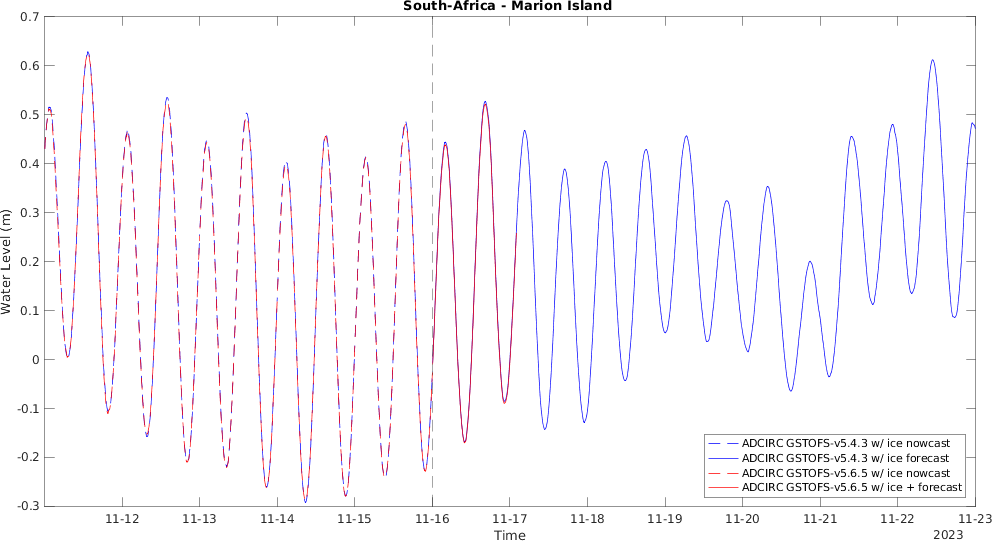 South-Africa - Marion Island
0.7
0.6
0.5
0.4
0.3
0.2
0.1
0
-0.1
-0.2
-0.3
Water Level (m)
ADCIRC GSTOFS-v5.4.3 w/ ice nowcast
ADCIRC GSTOFS-v5.4.3 w/ ice forecast
ADCIRC GSTOFS-v5.6.5 w/ ice nowcast
ADCIRC GSTOFS-v5.6.5 w/ ice + forecast
11-12 11-13 11-14 11-15 11-16 11-17 11-18 11-19 11-20 11-21 11-22 11-23
Time
2023